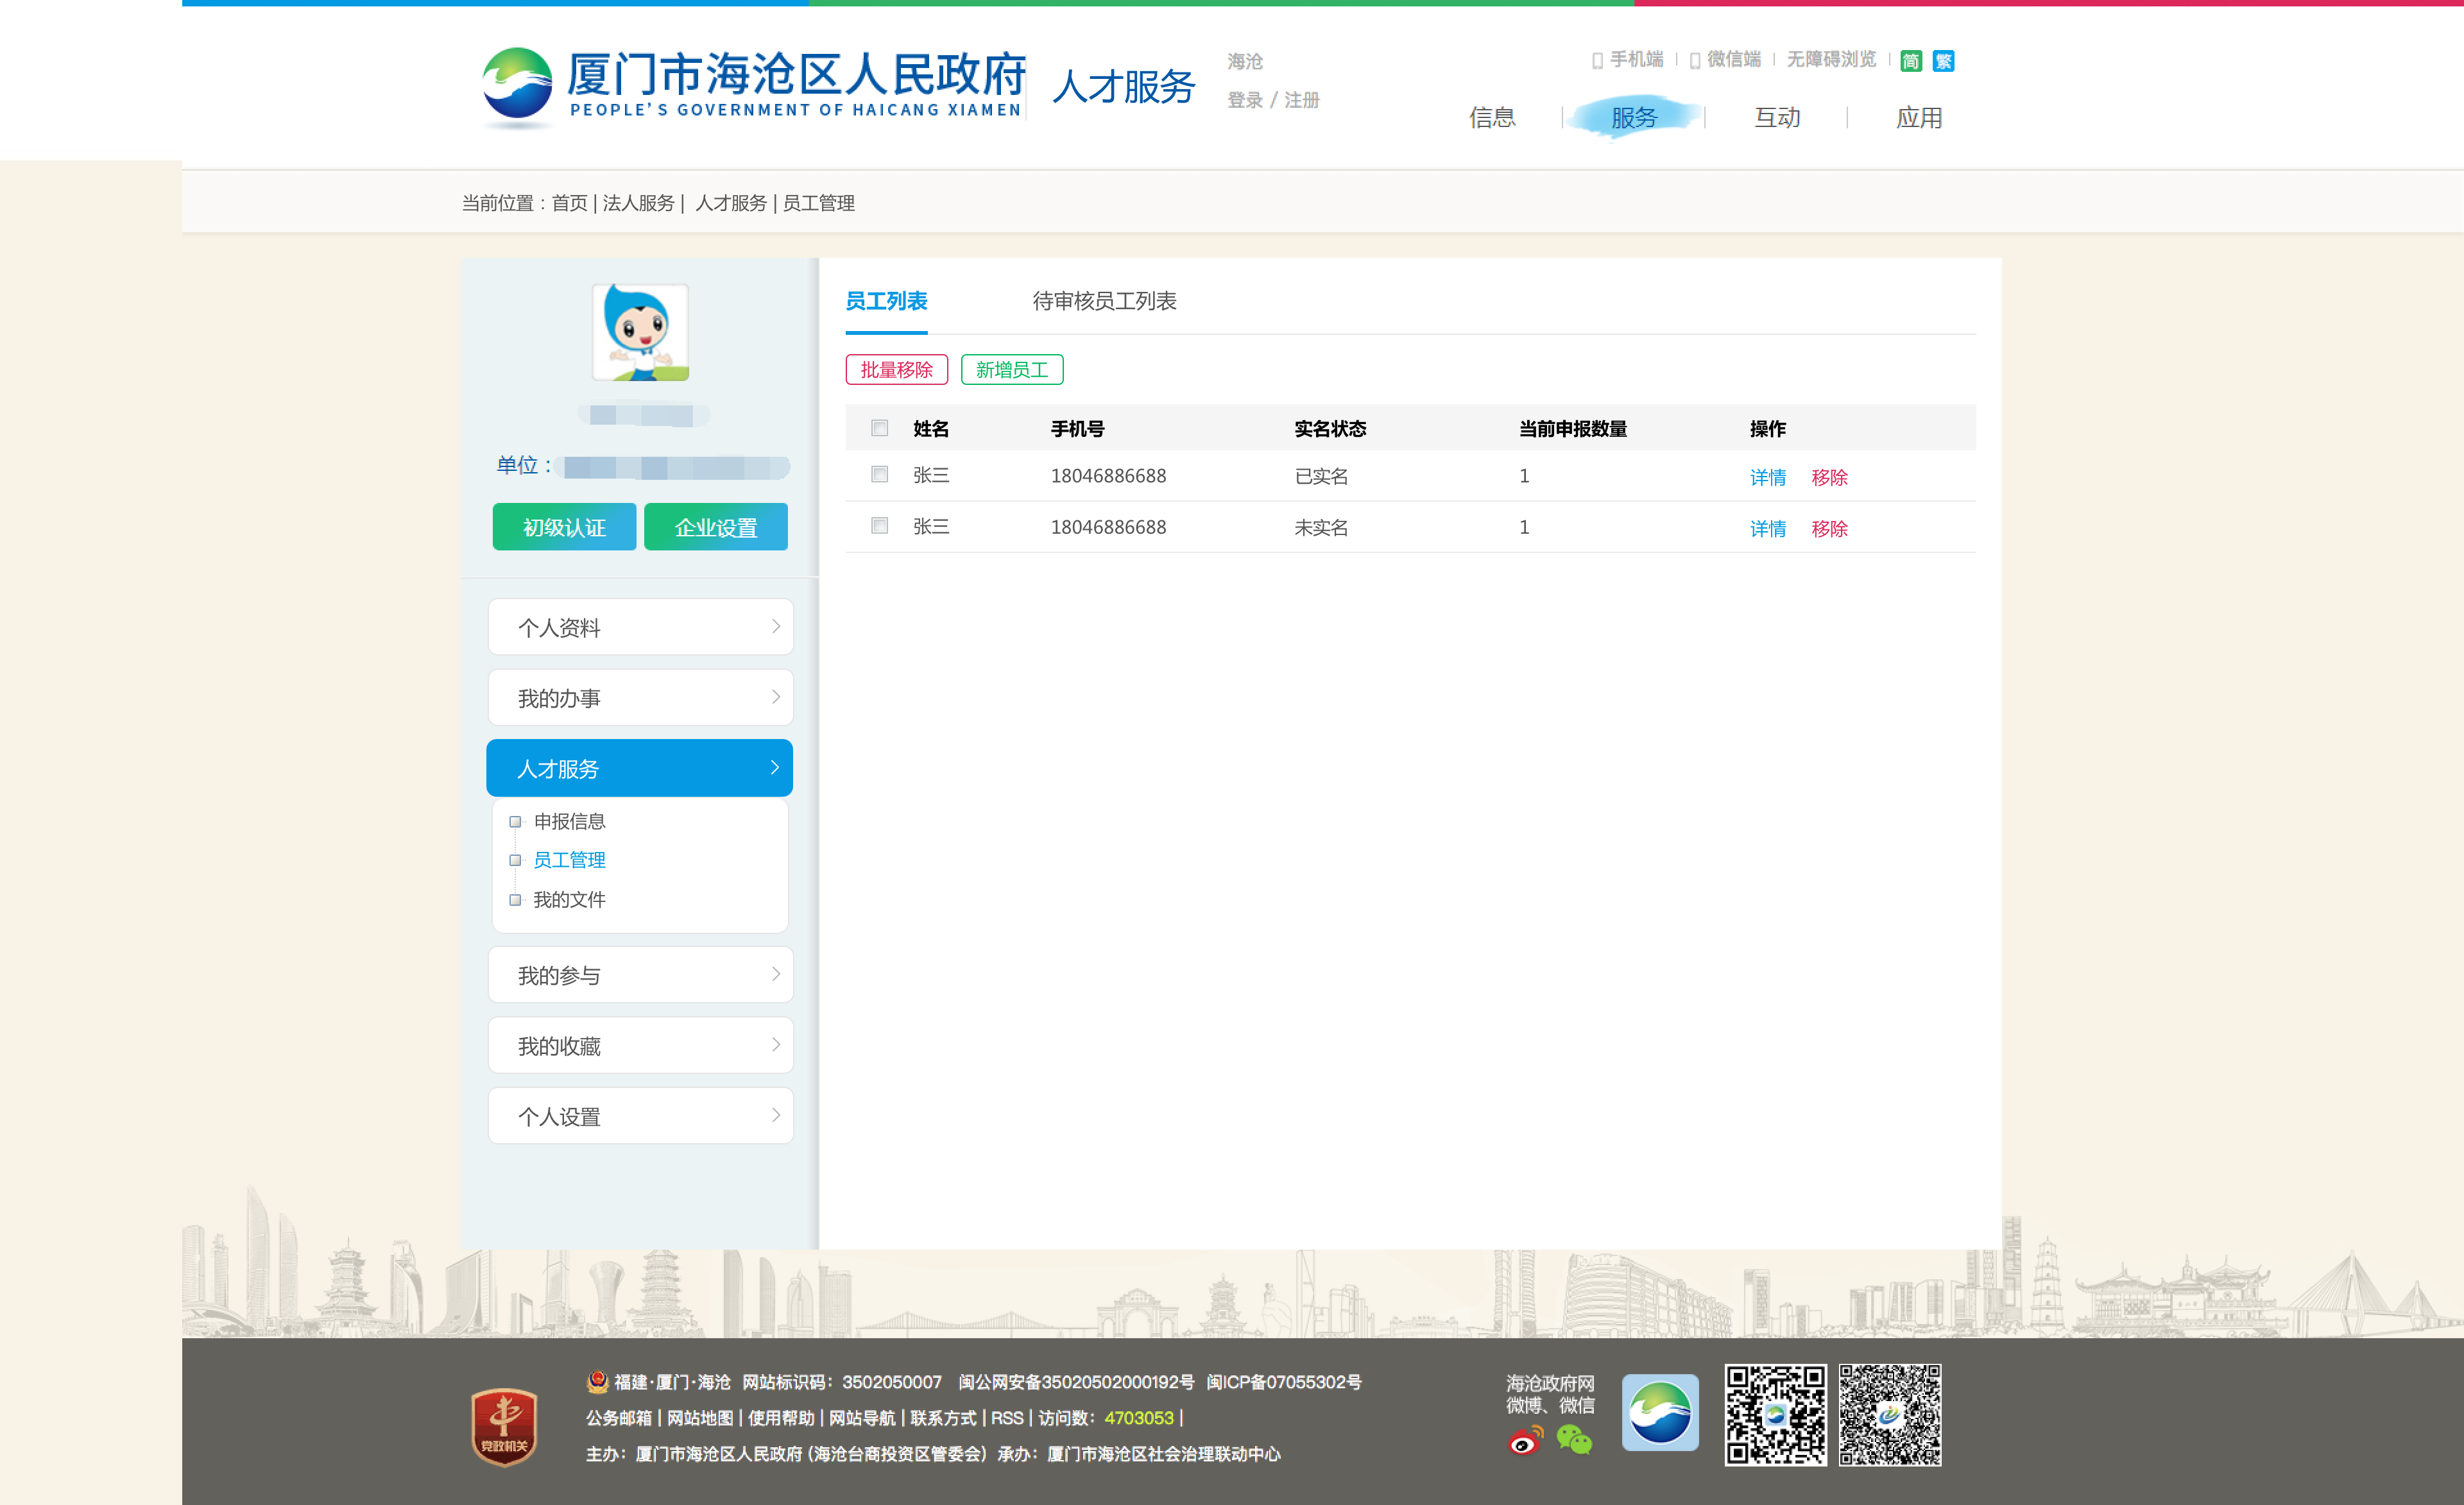 厦门市海沧区人民政府
PEOPLE'S GOVERNMENT OF HAICANG XIAMEN
人才服务
海沧
登录 / 注册
手机端 | 微信端 | 无障碍浏览 | 简 繁
信息 | 服务 | 互动 | 应用
当前位置：首页 | 法人服务 | 人才服务 | 员工管理
单位：
初级认证 企业设置
个人资料
我的办事
人才服务
申报信息
员工管理
我的文件
我的参与
我的收藏
个人设置
员工列表 待审核员工列表
批量移除 新增员工
姓名 手机号 实名状态 当前申报数量 操作
张三 18046886688 已实名 1 详情 移除
张三 18046886688 未实名 1 详情 移除
党政机关
福建·厦门·海沧 网站标识码：3502050007 闽公网安备35020502000192号 闽ICP备07055302号
公务邮箱 | 网站地图 | 使用帮助 | 网站导航 | 联系方式 | RSS | 访问数：4703053 |
主办：厦门市海沧区人民政府 (海沧台商投资区管委会) 承办：厦门市海沧区社会治理联动中心
海沧政府网
微博、微信